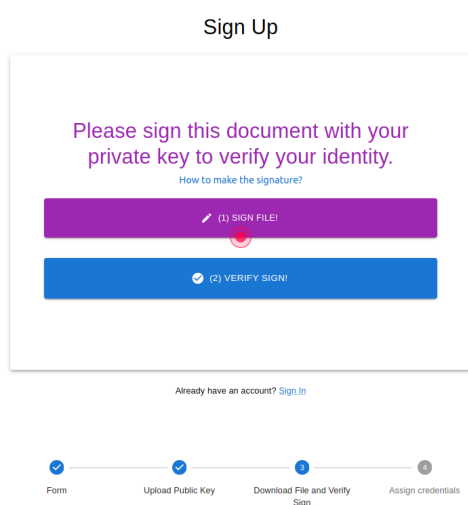 Sign Up
Please sign this document with your
private key to verify your identity.
How to make the signature?
(1) SIGN FILE!
(2) VERIFY SIGN!
Already have an account? Sign In
3
4
Form
Upload Public Key
Download File and Verify
Sign
Assign credentials